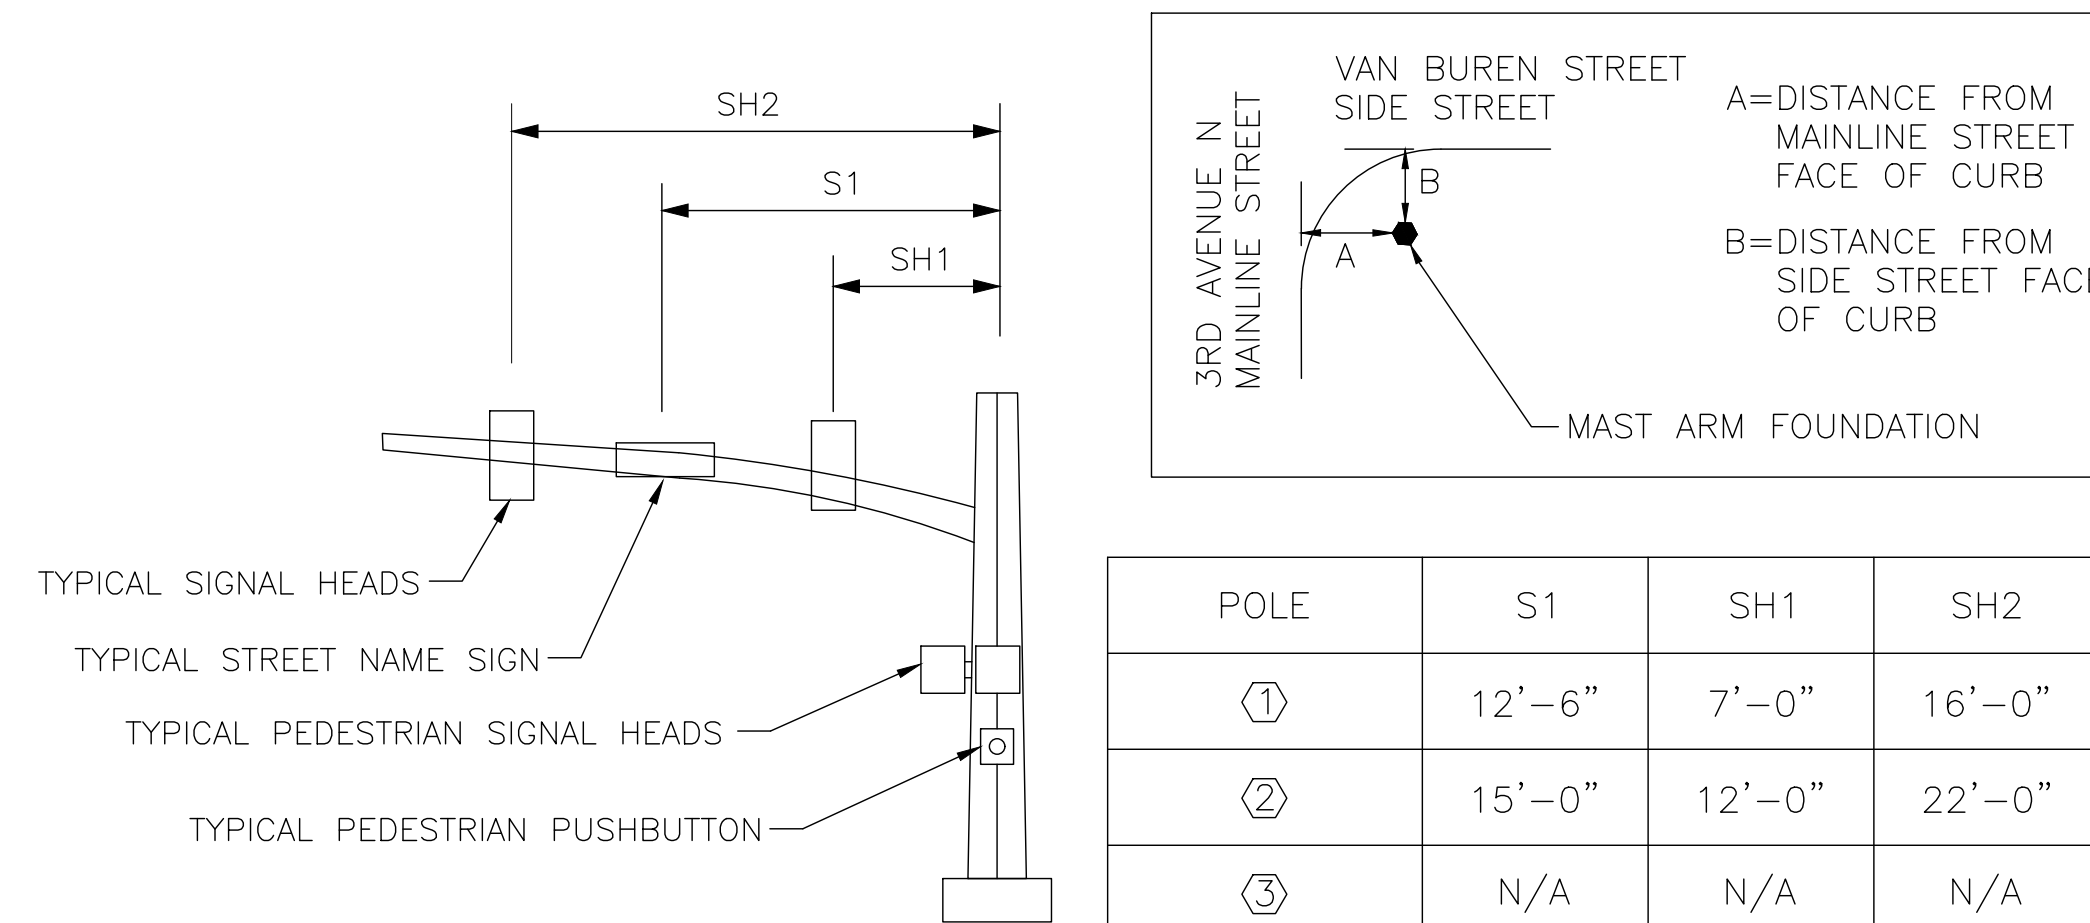 SH2
S1
SH1
TYPICAL SIGNAL HEADS
TYPICAL STREET NAME SIGN
TYPICAL PEDESTRIAN SIGNAL HEADS
TYPICAL PEDESTRIAN PUSHBUTTON
3RD AVENUE N
MAINLINE STREET
VAN BUREN STREET
SIDE STREET
B
A
A=DISTANCE FROM
MAINLINE STREET
FACE OF CURB
B=DISTANCE FROM
SIDE STREET FACE
OF CURB
MAST ARM FOUNDATION
POLE S1 SH1 SH2
1 12'-6" 7'-0" 16'-0"
2 15'-0" 12'-0" 22'-0"
3 N/A N/A N/A